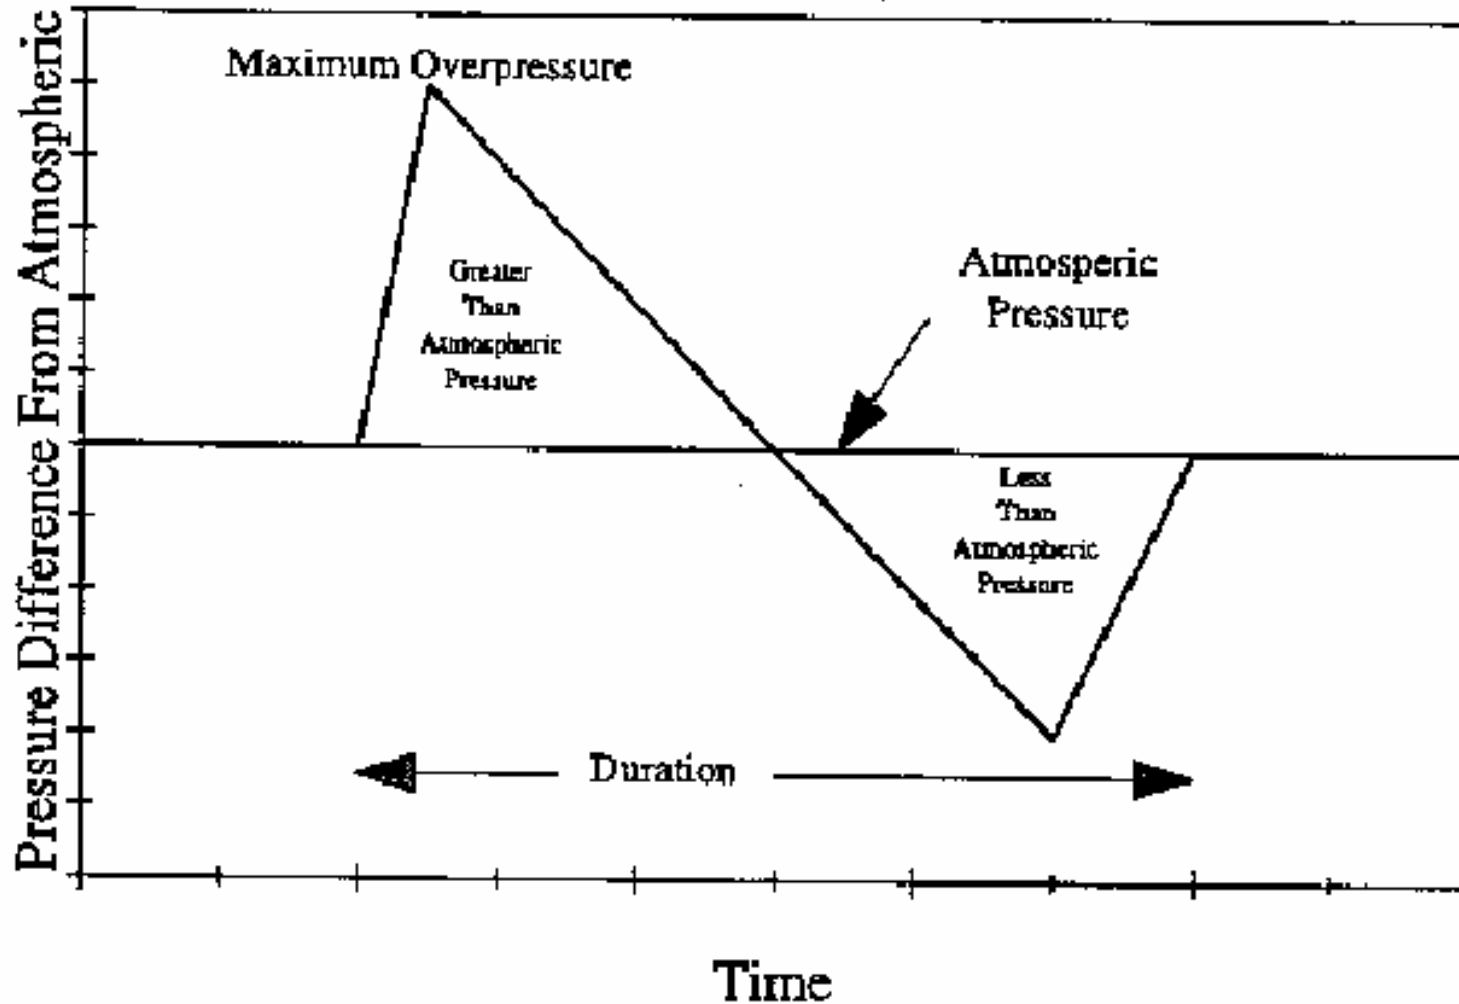 Pressure Difference From Atmospheric
Maximum Overpressure
Greater
Than
Atmospheric
Pressure
Atmosperic
Pressure
Less
Than
Atmospheric
Pressure
Duration
Time